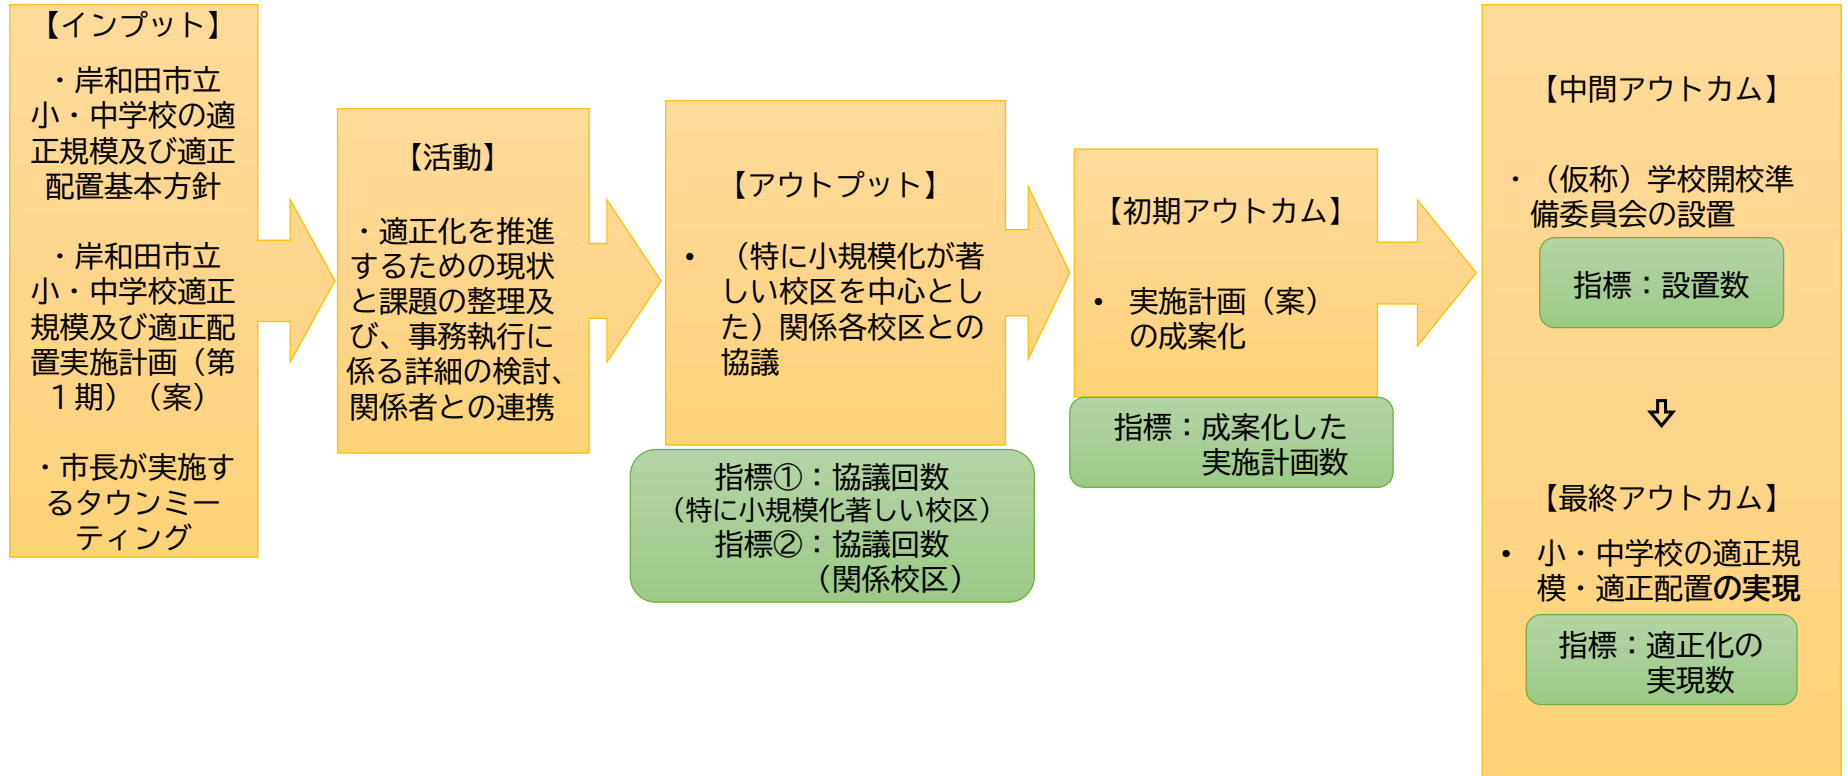 【インプット】
・岸和田市立
小・中学校の適
正規模及び適正
配置基本方針
・岸和田市立
小・中学校適正
規模及び適正配
置実施計画（第
１期）（案）
・市長が実施す
るタウンミー
ティング
【活動】
・適正化を推進
するための現状
と課題の整理及
び、事務執行に
係る詳細の検討、
関係者との連携
【アウトプット】
• （特に小規模化が著
しい校区を中心とし
た）関係各校区との
協議
指標①：協議回数
（特に小規模化著しい校区）
指標②：協議回数
（関係校区）
【初期アウトカム】
• 実施計画（案）
の成案化
指標：成案化した
実施計画数
【中間アウトカム】
・（仮称）学校開校準
備委員会の設置
指標：設置数
【最終アウトカム】
• 小・中学校の適正規
模・適正配置の実現
指標：適正化の
実現数